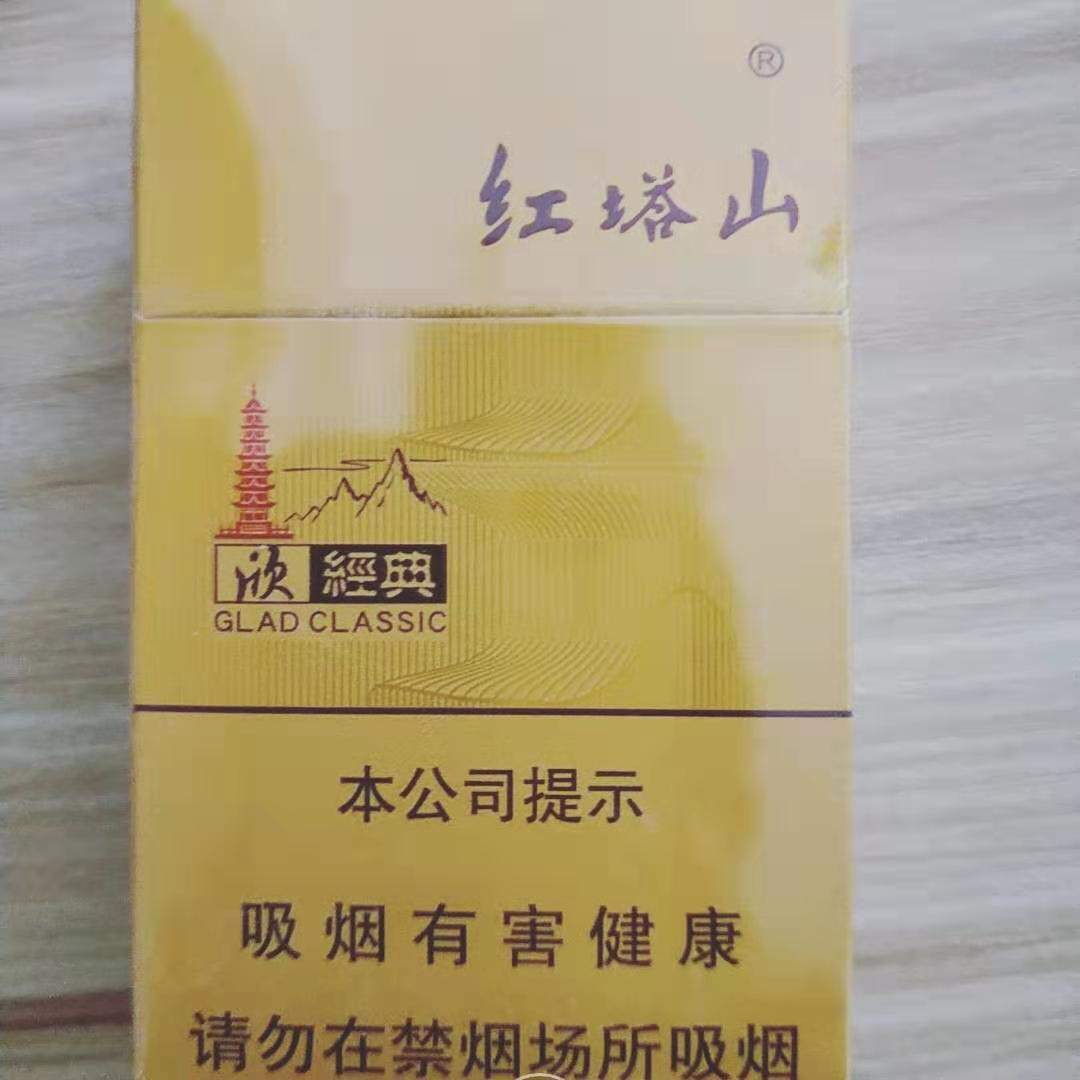 ®
红塔山
欣 經典
GLAD CLASSIC
本公司提示
吸烟有害健康
请勿在禁烟场所吸烟